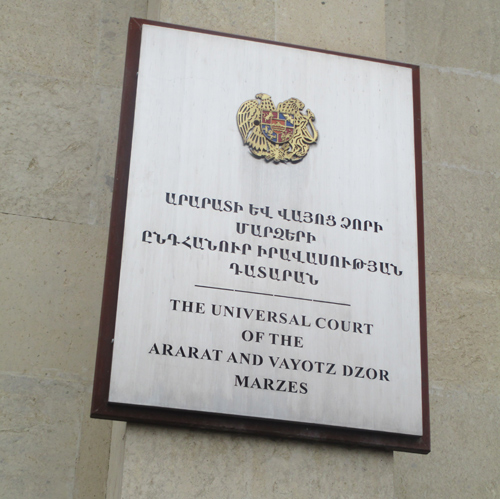 ԱՐԱՐԱՏԻ ԵՎ ՎԱՅՈՑ ՁՈՐԻ
ՄԱՐԶԵՐԻ
ԸՆԴՀԱՆՈՒՐ ԻՐԱՎԱՍՈՒԹՅԱՆ
ԴԱՏԱՐԱՆ
THE UNIVERSAL COURT
OF THE
ARARAT AND VAYOTZ DZOR
MARZES